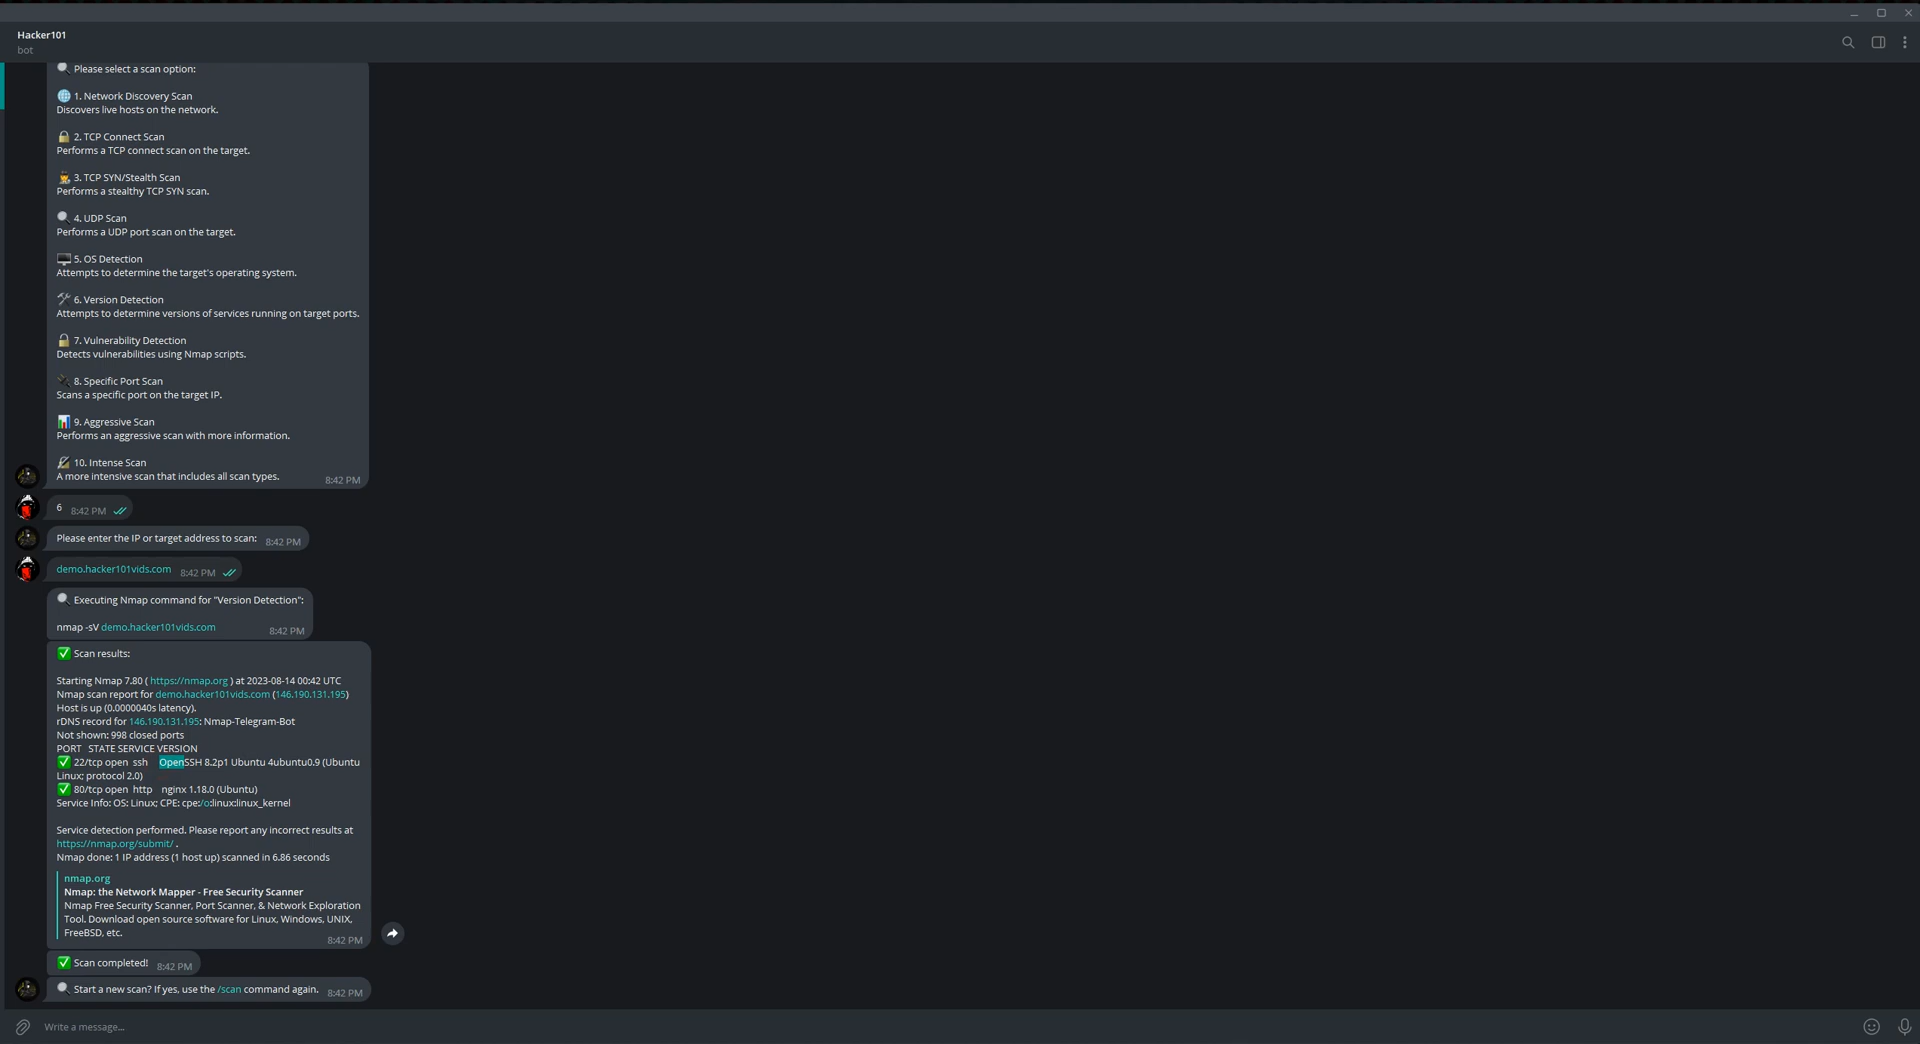 Hacker101
bot
Please select a scan option:
1. Network Discovery Scan
Discovers live hosts on the network.
2. TCP Connect Scan
Performs a TCP connect scan on the target.
3. TCP SYN/Stealth Scan
Performs a stealthy TCP SYN scan.
4. UDP Scan
Performs a UDP port scan on the target.
5. OS Detection
Attempts to determine the target's operating system.
6. Version Detection
Attempts to determine versions of services running on target ports.
7. Vulnerability Detection
Detects vulnerabilities using Nmap scripts.
8. Specific Port Scan
Scans a specific port on the target IP.
9. Aggressive Scan
Performs an aggressive scan with more information.
10. Intense Scan
A more intensive scan that includes all scan types. 8:42 PM
6 8:42 PM
Please enter the IP or target address to scan: 8:42 PM
demo.hacker101vids.com 8:42 PM
Executing Nmap command for "Version Detection":
nmap -sV demo.hacker101vids.com 8:42 PM
✅ Scan results:
Starting Nmap 7.80 ( https://nmap.org ) at 2023-08-14 00:42 UTC
Nmap scan report for demo.hacker101vids.com (146.190.131.195)
Host is up (0.0000040s latency).
rDNS record for 146.190.131.195: Nmap-Telegram-Bot
Not shown: 998 closed ports
PORT STATE SERVICE VERSION
✅ 22/tcp open ssh OpenSSH 8.2p1 Ubuntu 4ubuntu0.9 (Ubuntu
Linux; protocol 2.0)
✅ 80/tcp open http nginx 1.18.0 (Ubuntu)
Service Info: OS: Linux; CPE: cpe:/o:linux:linux_kernel
Service detection performed. Please report any incorrect results at
https://nmap.org/submit/ .
Nmap done: 1 IP address (1 host up) scanned in 6.86 seconds
nmap.org
Nmap: the Network Mapper - Free Security Scanner
Nmap Free Security Scanner, Port Scanner, & Network Exploration
Tool. Download open source software for Linux, Windows, UNIX,
FreeBSD, etc.
8:42 PM
✅ Scan completed! 8:42 PM
Start a new scan? If yes, use the /scan command again. 8:42 PM
Write a message...